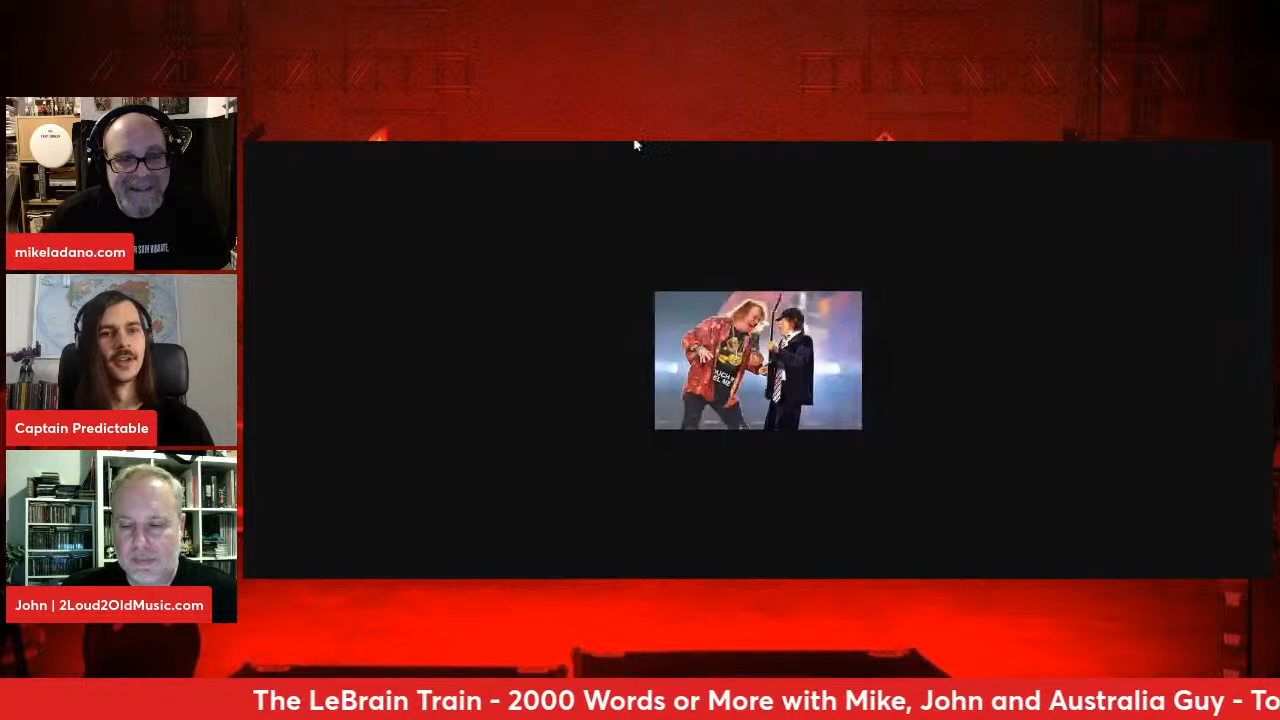 mikeladano.com
Captain Predictable
John | 2Loud2OldMusic.com
The LeBrain Train - 2000 Words or More with Mike, John and Australia Guy - To